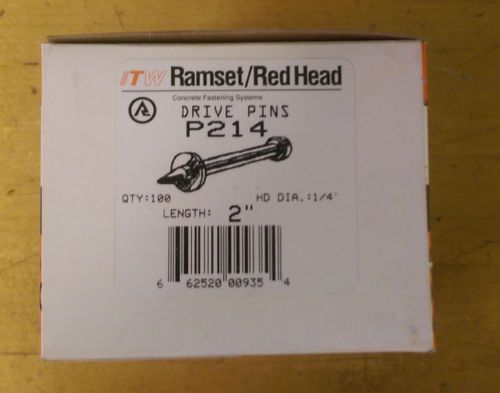 ITW Ramset/Red Head
Concrete Fastening Systems
DRIVE PINS
P214
QTY:100 HD DIA.:1/4"
LENGTH: 2"
6 62520 00935 4